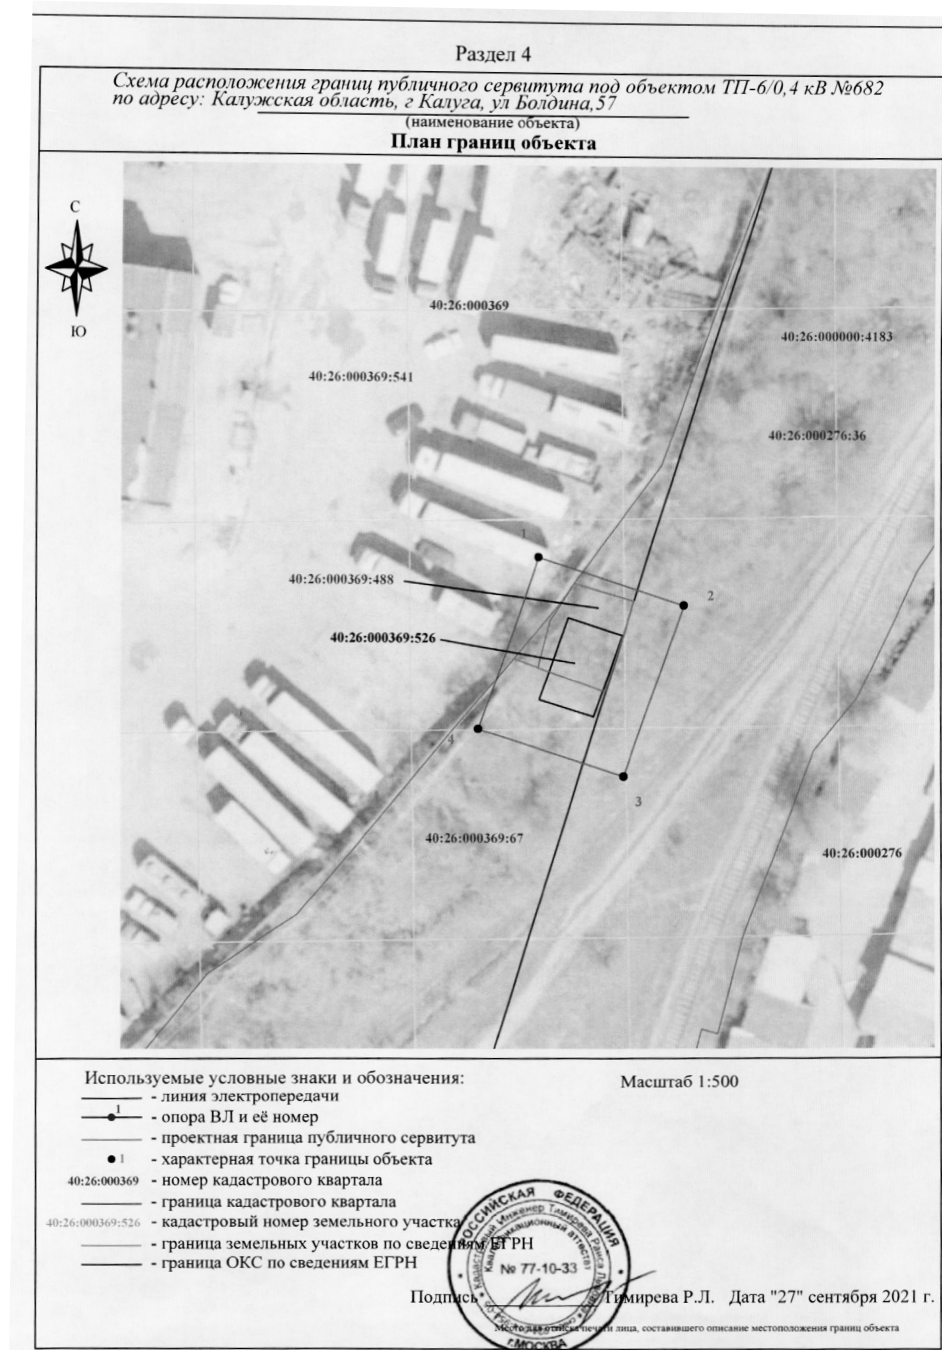 Раздел 4
Схема расположения границ публичного сервитута под объектом ТП-6/0,4 кВ №682
по адресу: Калужская область, г Калуга, ул Болдина,57
(наименование объекта)
План границ объекта
С
Ю
40:26:000369
40:26:000000:4183
40:26:000369:541
40:26:000276:36
1
40:26:000369:488
2
40:26:000369:526
4
3
40:26:000369:67
40:26:000276
Используемые условные знаки и обозначения:
Масштаб 1:500
- линия электропередачи
1 - опора ВЛ и её номер
- проектная граница публичного сервитута
1 - характерная точка границы объекта
40:26:000369 - номер кадастрового квартала
- граница кадастрового квартала
40:26:000369:526 - кадастровый номер земельного участка
- граница земельных участков по сведениям ЕГРН
- граница ОКС по сведениям ЕГРН
РОССИЙСКАЯ ФЕДЕРАЦИЯ
Кадастровый Инженер Тимирева Раиса
Квалификационный аттестат
№ 77-10-33
г.МОСКВА
Подпись Тимирева Р.Л. Дата "27" сентября 2021 г.
Место для оттиска печати лица, составившего описание местоположения границ объекта